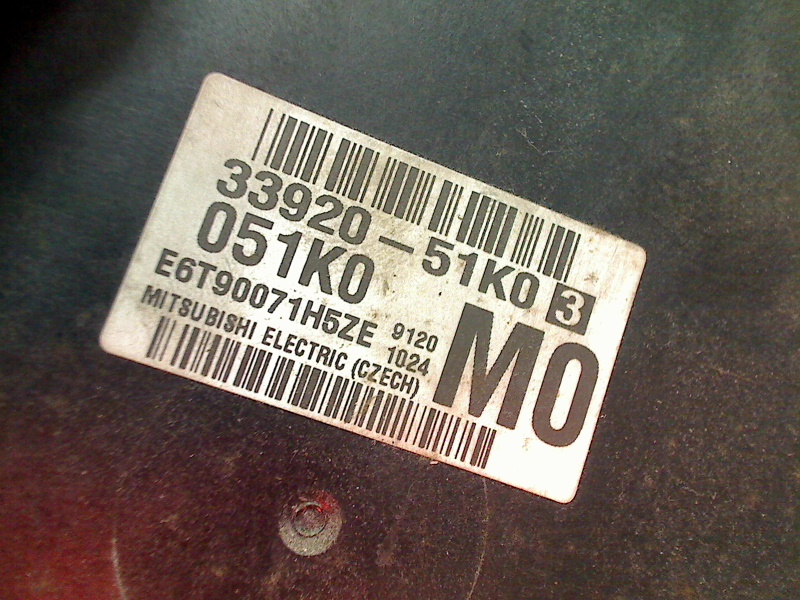 33920-51K0 3
051K0
E6T90071H5ZE 9120
MITSUBISHI ELECTRIC (CZECH) 1024
M0